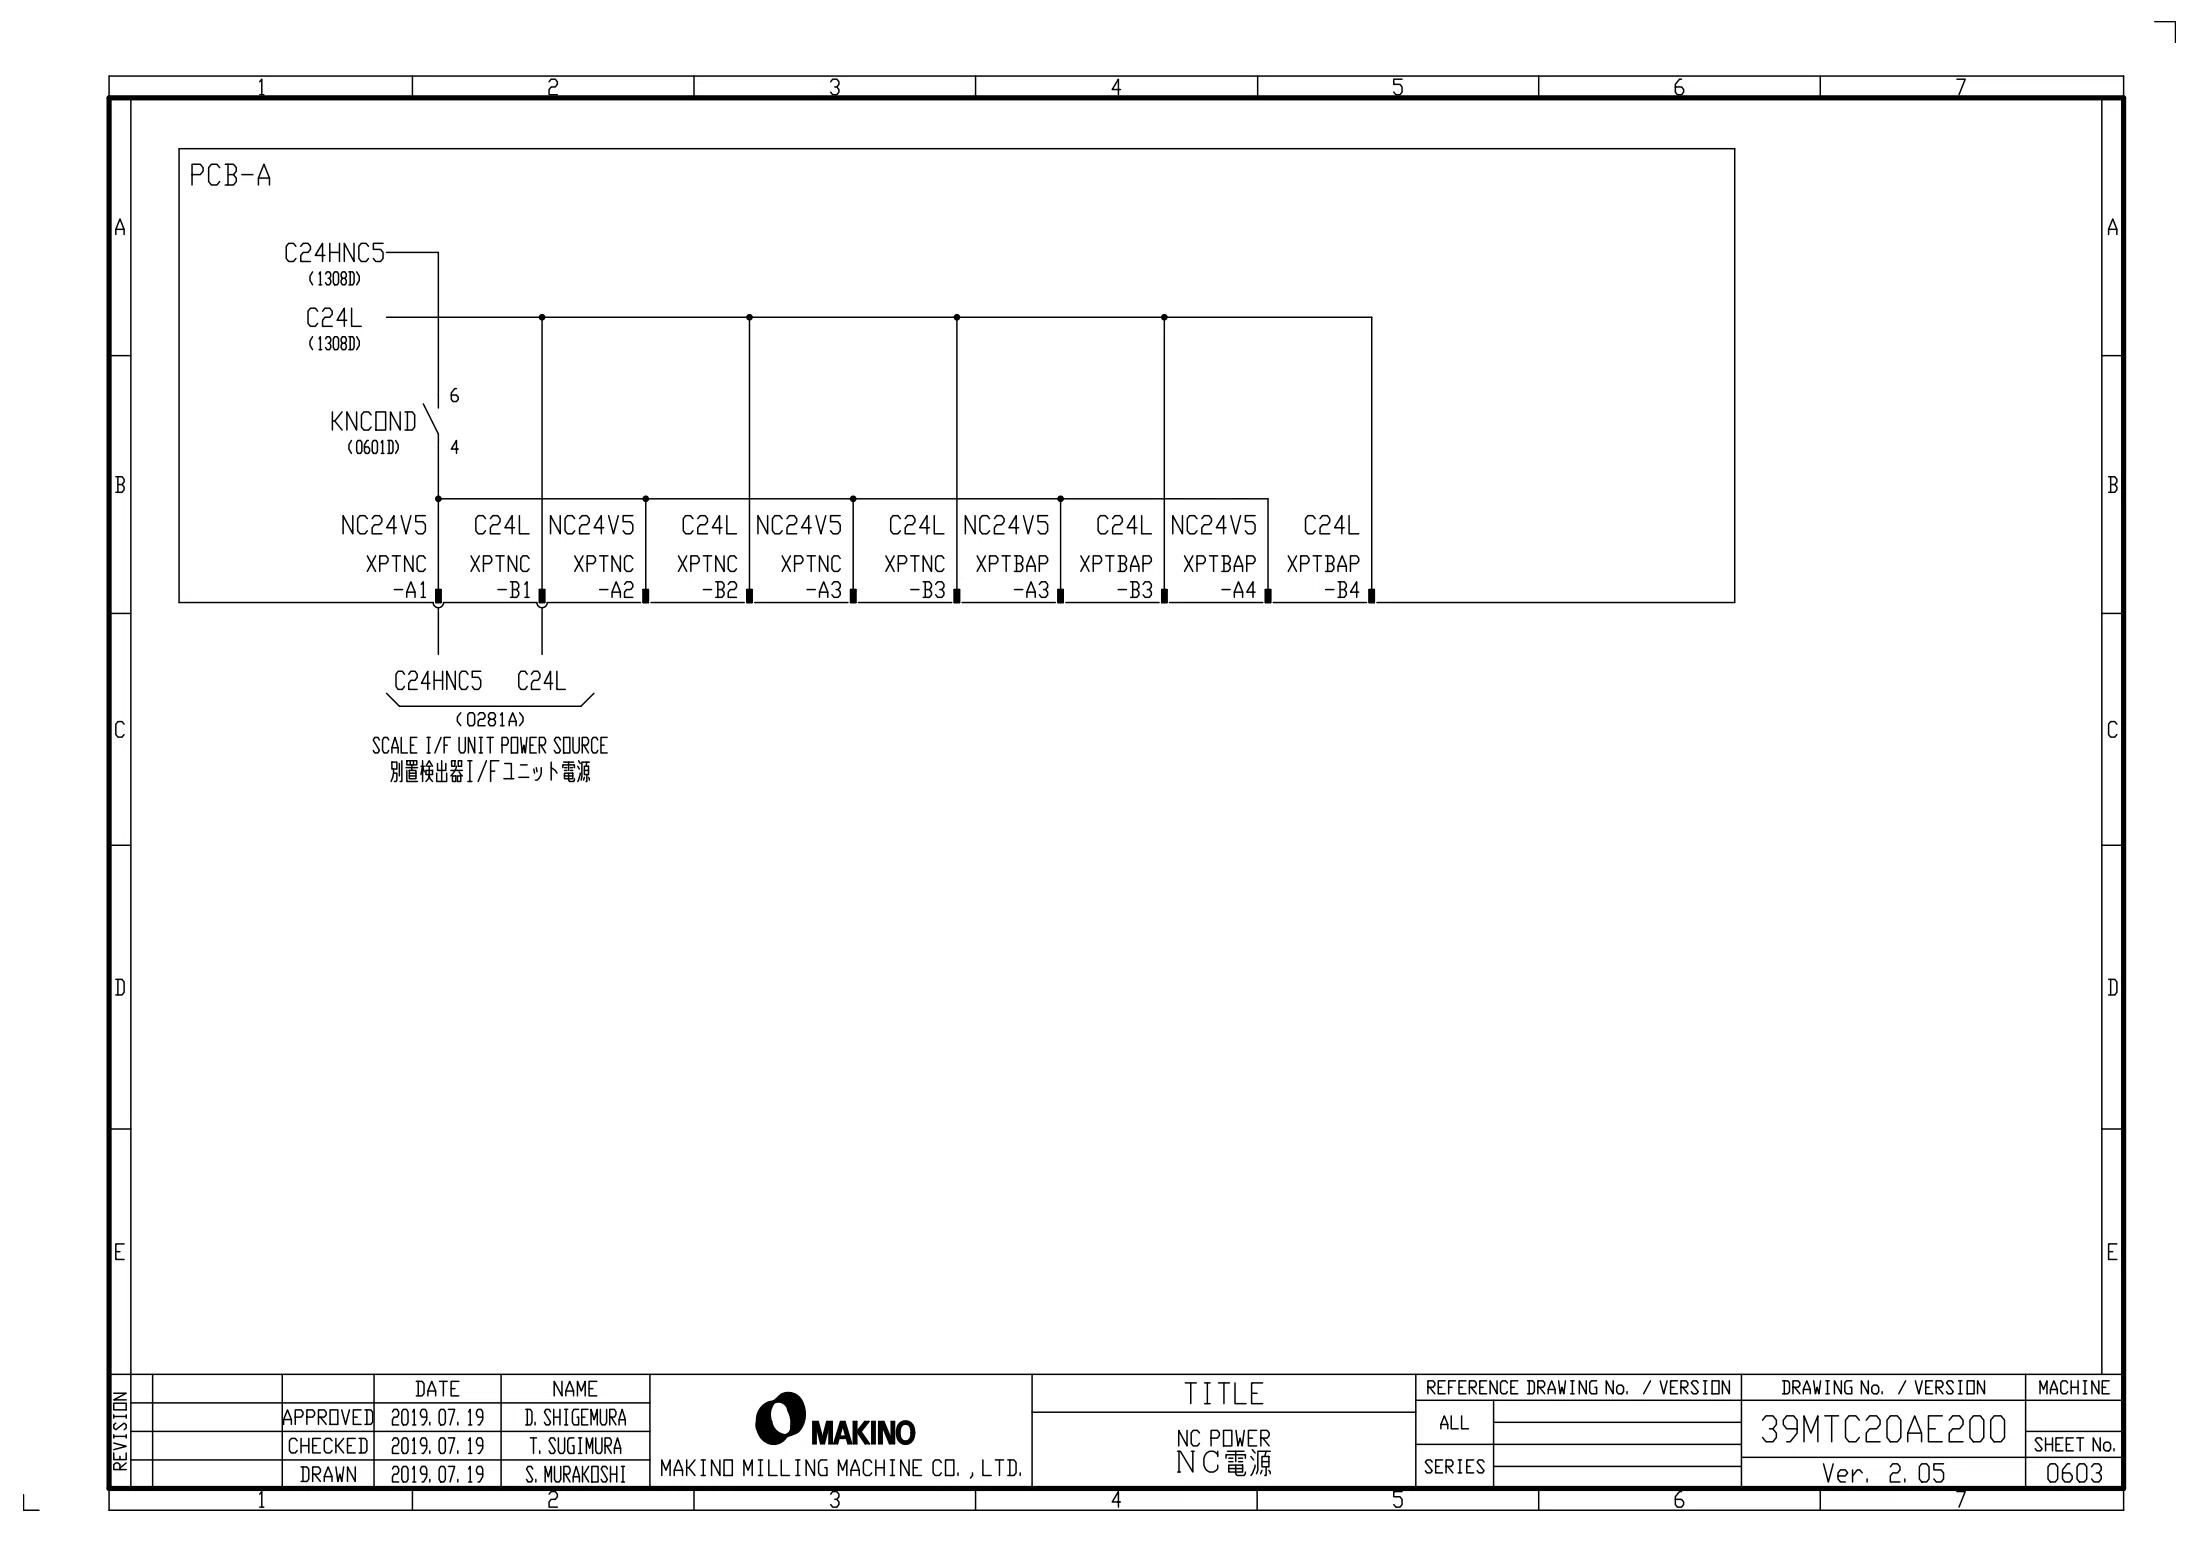 1 2 3 4 5 6 7
PCB-A
A A
C24HNC5
(1308D)
C24L
(1308D)
6
KNCOND
(0601D)
4
B B
NC24V5 C24L NC24V5 C24L NC24V5 C24L NC24V5 C24L NC24V5 C24L
XPTNC XPTNC XPTNC XPTNC XPTNC XPTNC XPTBAP XPTBAP XPTBAP XPTBAP
-A1 -B1 -A2 -B2 -A3 -B3 -A3 -B3 -A4 -B4
C24HNC5 C24L
(0281A)
C C
SCALE I/F UNIT POWER SOURCE
別置検出器I/Fユニット電源
D D
E E
REVISION
DATE NAME
APPROVED 2019.07.19 D. SHIGEMURA
CHECKED 2019.07.19 T. SUGIMURA
DRAWN 2019.07.19 S. MURAKOSHI
MAKINO
MAKINO MILLING MACHINE CO., LTD.
TITLE
NC POWER
NC電源
REFERENCE DRAWING No. / VERSION
ALL
SERIES
DRAWING No. / VERSION
39MTC20AE200
Ver. 2.05
MACHINE
SHEET No.
0603
1 2 3 4 5 6 7